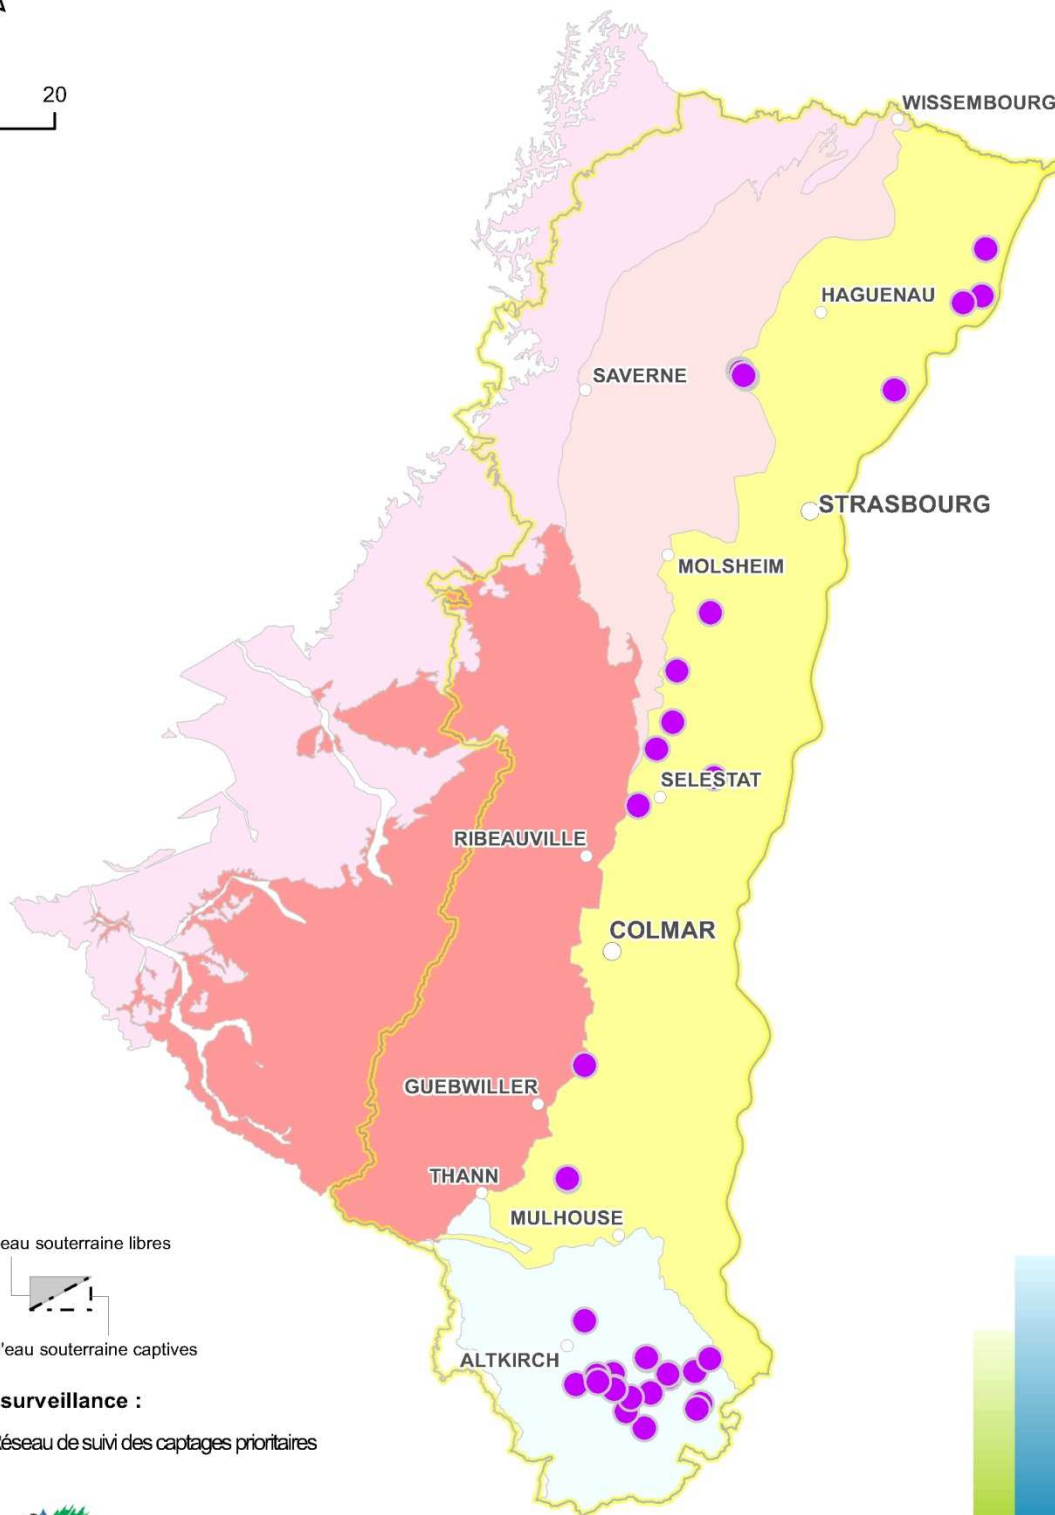 20
WISSEMBOURG
HAGUENAU
SAVERNE
STRASBOURG
MOLSHEIM
SELESTAT
RIBEAUVILLE
COLMAR
GUEBWILLER
THANN
MULHOUSE
eau souterraine libres
'eau souterraine captives
ALTKIRCH
surveillance :
éseau de suivi des captages prioritaires